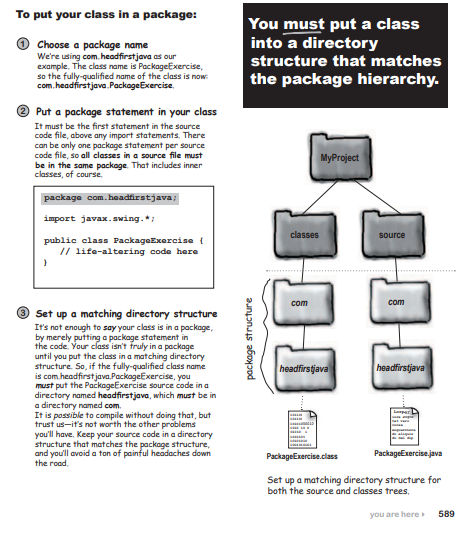 To put your class in a package:
1 Choose a package name
We're using com.headfirstjava as our
example. The class name is PackageExercise,
so the fully-qualified name of the class is now:
com.headfirstjava.PackageExercise.
2 Put a package statement in your class
It must be the first statement in the source
code file, above any import statements. There
can be only one package statement per source
code file, so all classes in a source file must
be in the same package. That includes inner
classes, of course.
package com.headfirstjava;
import javax.swing.*;
public class PackageExercise {
// life-altering code here
}
3 Set up a matching directory structure
It's not enough to say your class is in a package,
by merely putting a package statement in
the code. Your class isn't truly in a package
until you put the class in a matching directory
structure. So, if the fully-qualified class name
is com.headfirstjava.PackageExercise, you
must put the PackageExercise source code in a
directory named headfirstjava, which must be in
a directory named com.
It is possible to compile without doing that, but
trust us—it's not worth the other problems
you'll have. Keep your source code in a directory
structure that matches the package structure,
and you'll avoid a ton of painful headaches down
the road.
You must put a class
into a directory
structure that matches
the package hierarchy.
MyProject
classes
source
package structure
com
com
headfirstjava
headfirstjava
PackageExercise.class
PackageExercise.java
Set up a matching directory structure for
both the source and classes trees.
you are here
589